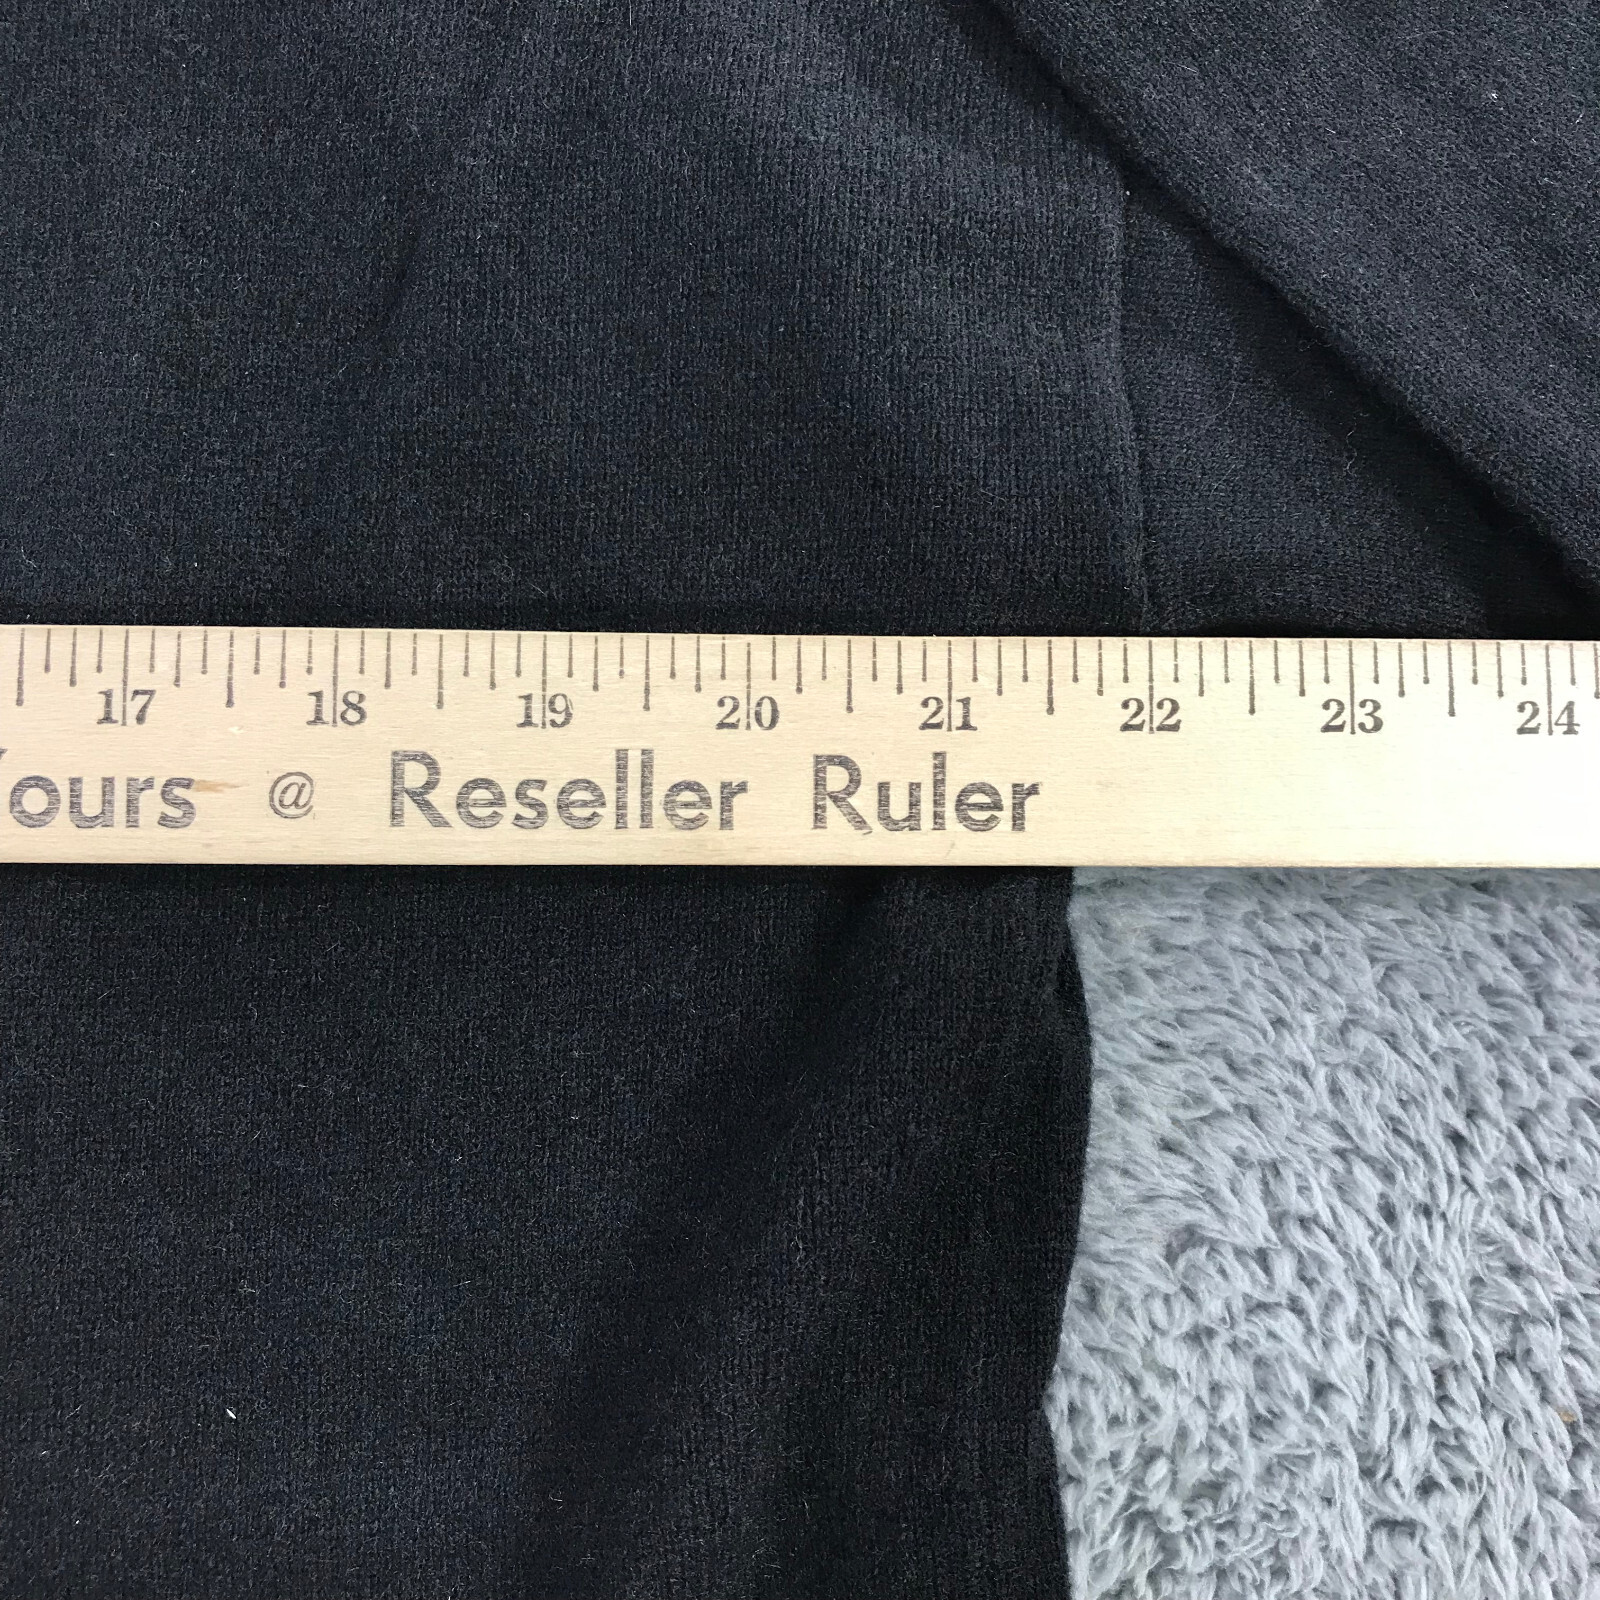 17 18 19 20 21 22 23 24
ours @ Reseller Ruler